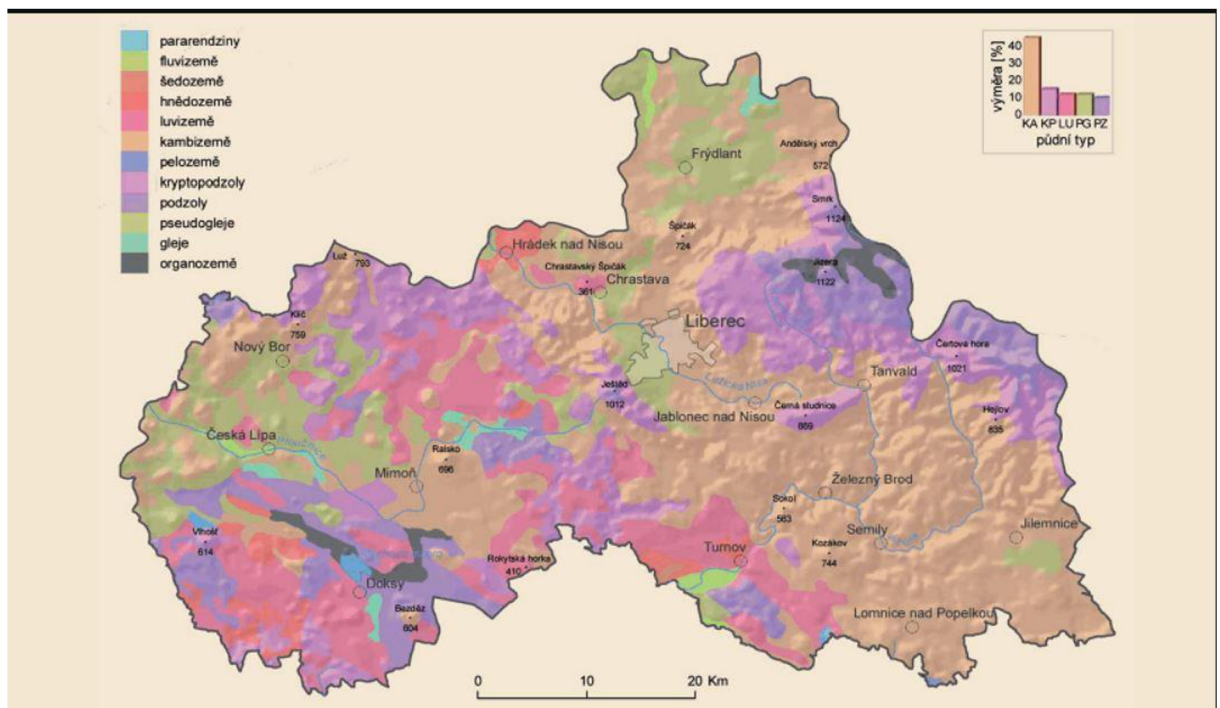 pararendziny
fluvizemě
šedozemě
hnědozemě
luvizemě
kambizemě
pelozemě
kryptopodzoly
podzoly
pseudogleje
gleje
organozemě
výměra [%]
40
30
20
10
0
KA KP LU PG PZ
půdní typ
Andělský vrch
572
Frýdlant
Smrk
1124
Špičák
724
Hrádek nad Nisou
Luž 793
Chrastavský Špičák
361
Chrastava
Jizera
1122
Klíč
759
Liberec
Nový Bor
Čertova hora
1021
Tanvald
Ještěd
1012
Lužická Nisa
Jablonec nad Nisou
Černá studnice
869
Hejlov
835
Česká Lípa
Ralsko
696
Mimoň
Železný Brod
Sokol
563
Vlhošť
614
Semily
Jilemnice
Turnov
Kozákov
744
Rokytská horka
410
Doksy
Bezděz
604
Lomnice nad Popelkou
0 10 20 Km